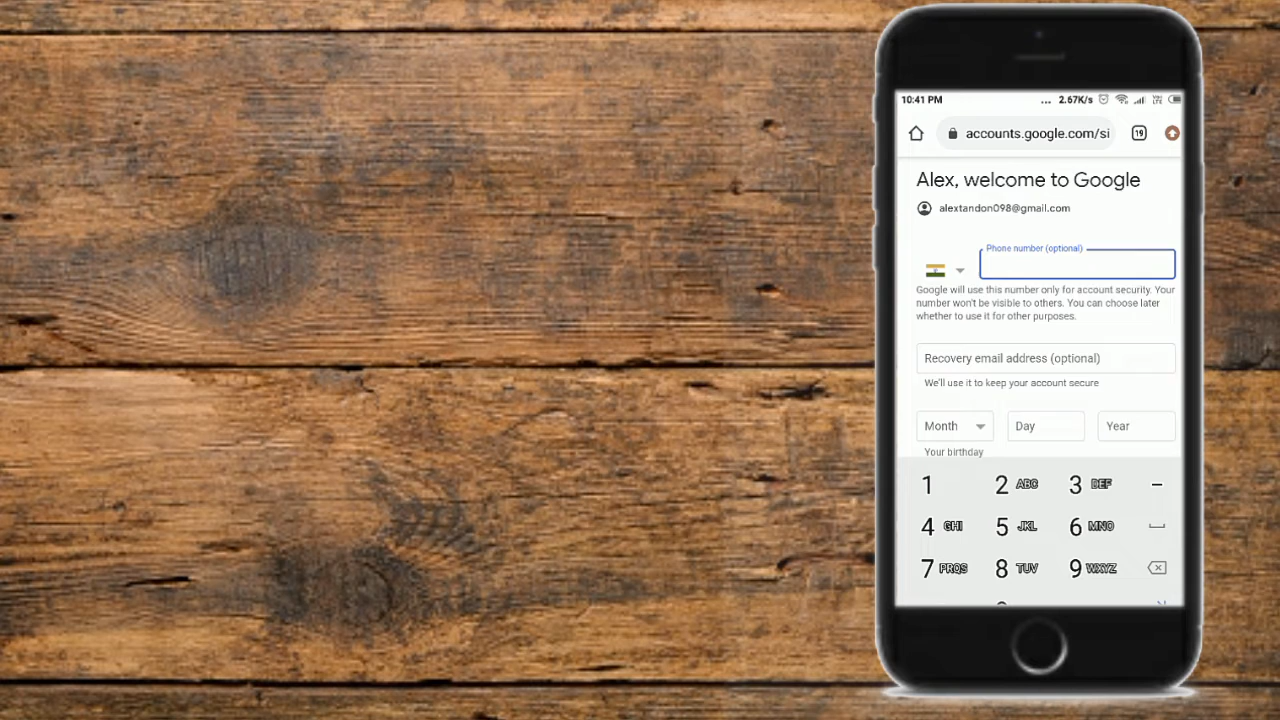 10:41 PM ... 2.67K/s
accounts.google.com/si 19
Alex, welcome to Google
alextandon098@gmail.com
Phone number (optional)
Google will use this number only for account security. Your
number won't be visible to others. You can choose later
whether to use it for other purposes.
Recovery email address (optional)
We'll use it to keep your account secure
Month Day Year
Your birthday
1 2 ABC 3 DEF –
4 GHI 5 JKL 6 MNO
7 PRQS 8 TUV 9 WXYZ